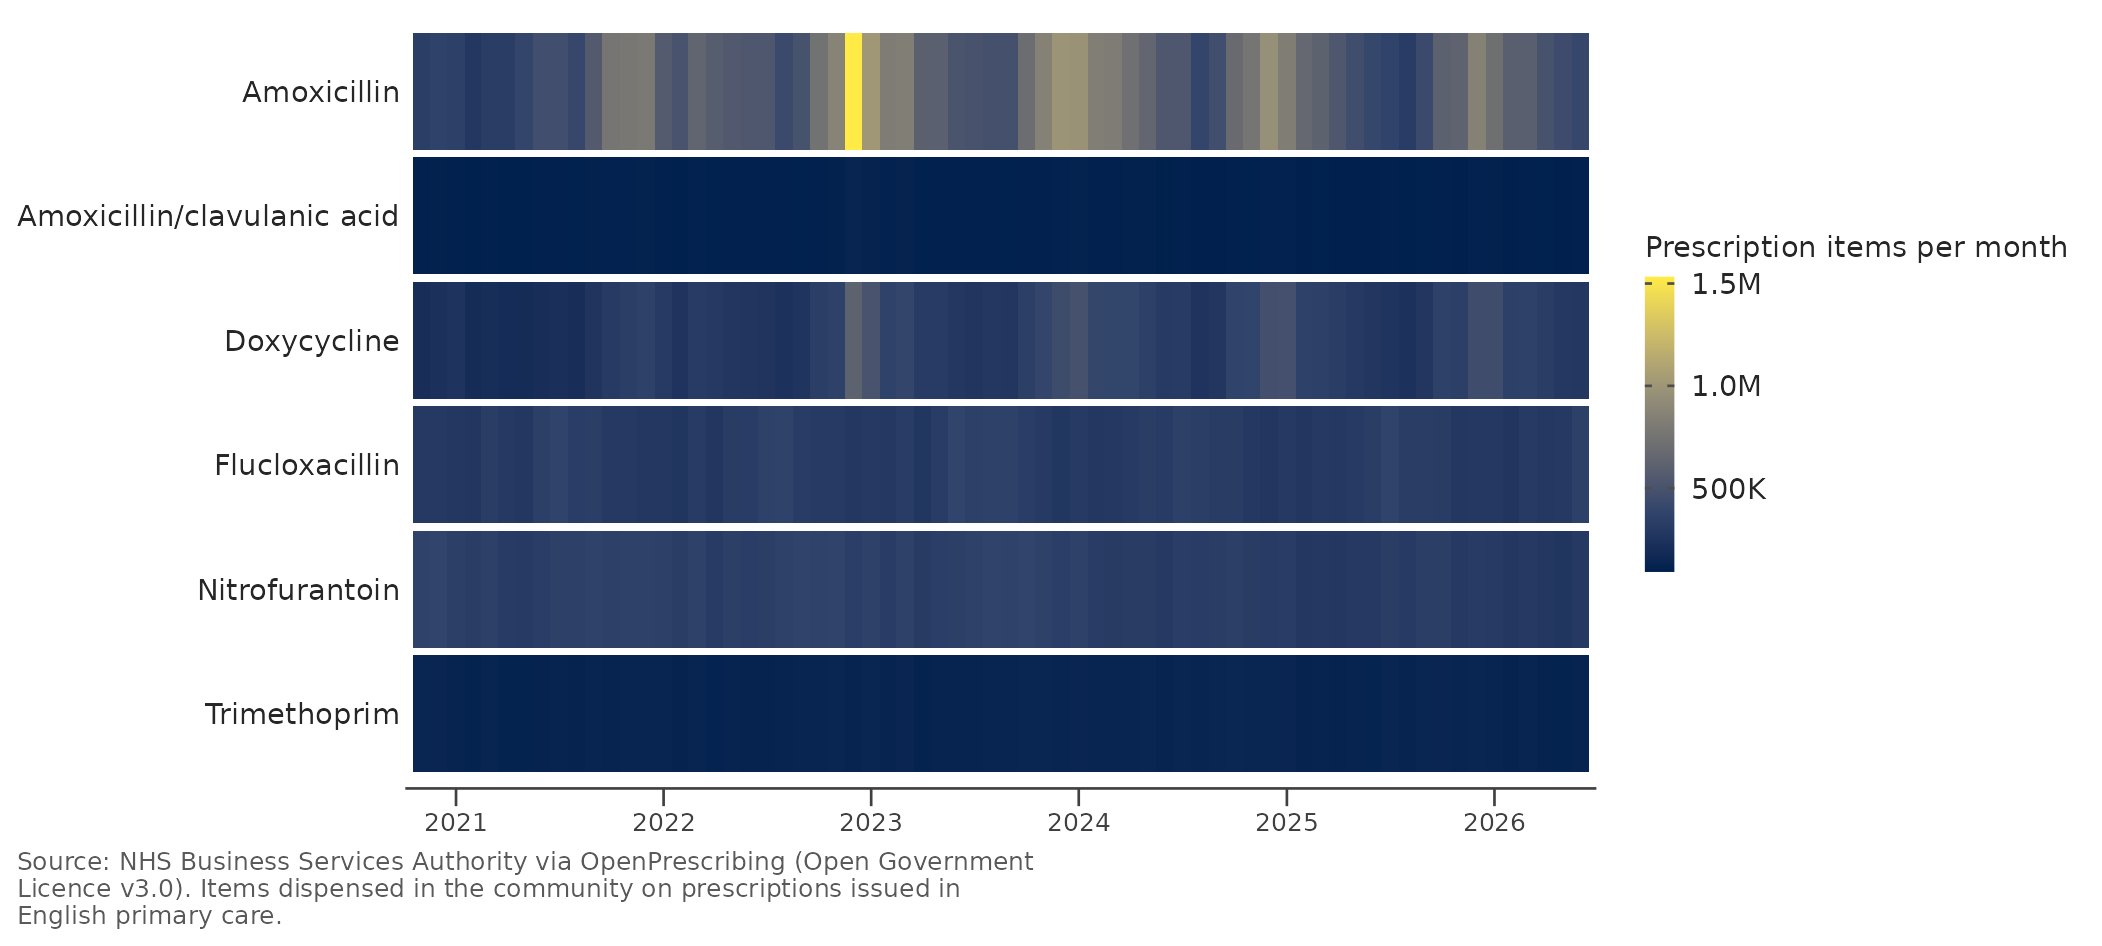 Amoxicillin
Amoxicillin/clavulanic acid
Doxycycline
Flucloxacillin
Nitrofurantoin
Trimethoprim
2021
2022
2023
2024
2025
2026
Prescription items per month
1.5M
1.0M
500K
Source: NHS Business Services Authority via OpenPrescribing (Open Government
Licence v3.0). Items dispensed in the community on prescriptions issued in
English primary care.